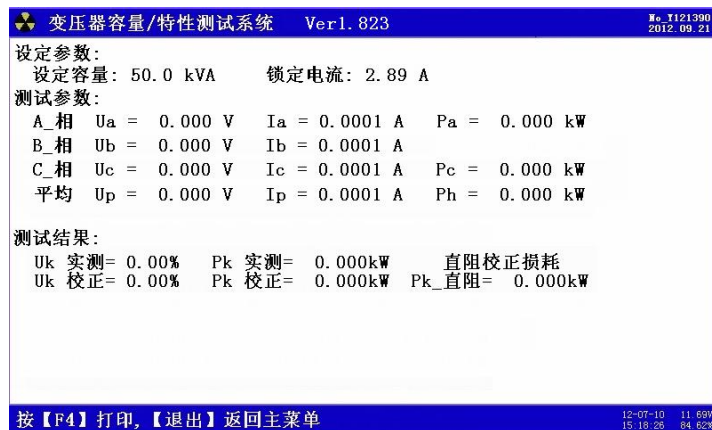 变压器容量/特性测试系统 Ver1.823
No_T121390
2012.09.21
设定参数:
设定容量: 50.0 kVA 锁定电流: 2.89 A
测试参数:
A_相 Ua = 0.000 V Ia = 0.0001 A Pa = 0.000 kW
B_相 Ub = 0.000 V Ib = 0.0001 A
C_相 Uc = 0.000 V Ic = 0.0001 A Pc = 0.000 kW
平均 Up = 0.000 V Ip = 0.0001 A Ph = 0.000 kW
测试结果:
Uk 实测= 0.00% Pk 实测= 0.000kW 直阻校正损耗
Uk 校正= 0.00% Pk 校正= 0.000kW Pk_直阻= 0.000kW
按【F4】打印,【退出】返回主菜单
12-07-10 11.69V
15:18:26 84.62%